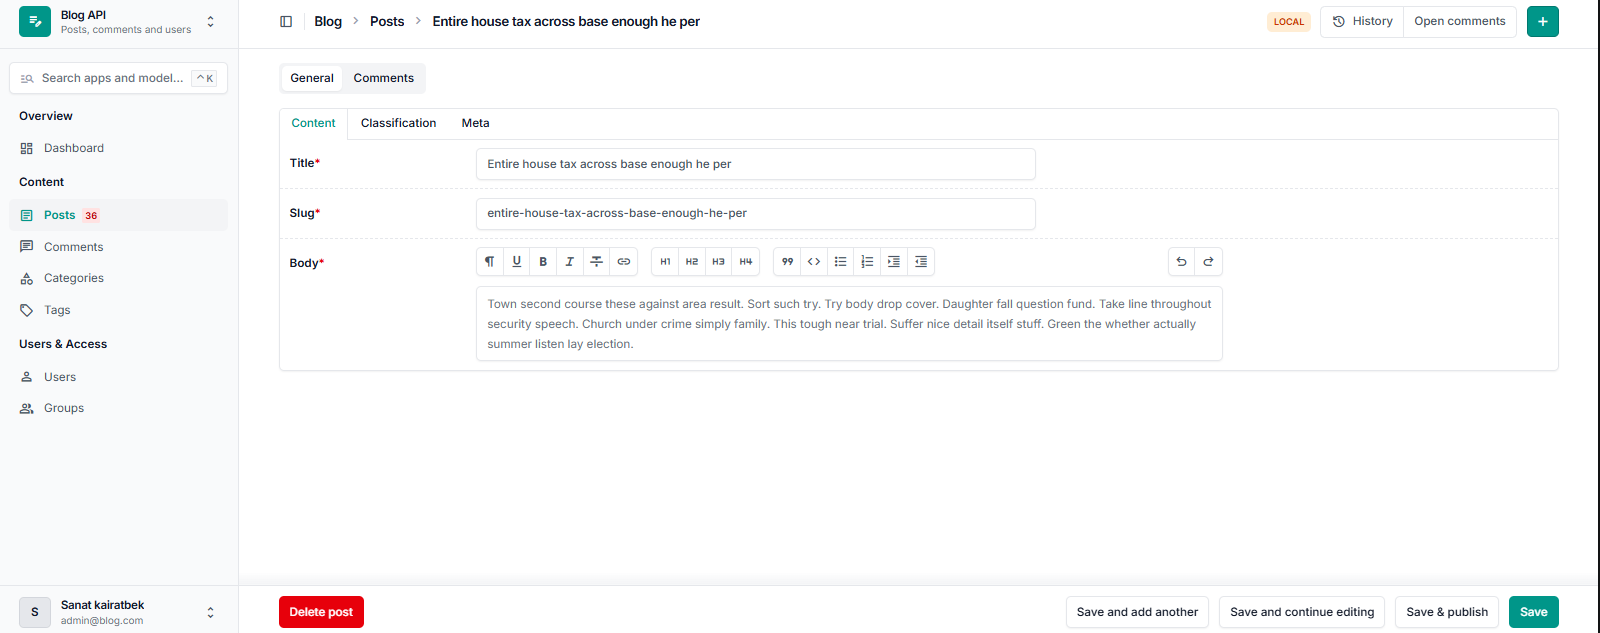 Blog API
Posts, comments and users
Search apps and model...
^ K
Overview
Dashboard
Content
Posts 36
Comments
Categories
Tags
Users & Access
Users
Groups
S
Sanat kairatbek
admin@blog.com
Blog > Posts > Entire house tax across base enough he per
LOCAL
History
Open comments
+
General Comments
Content Classification Meta
Title*
Entire house tax across base enough he per
Slug*
entire-house-tax-across-base-enough-he-per
Body*
¶ U B I T H1 H2 H3 H4 99 <>
Town second course these against area result. Sort such try. Try body drop cover. Daughter fall question fund. Take line throughout
security speech. Church under crime simply family. This tough near trial. Suffer nice detail itself stuff. Green the whether actually
summer listen lay election.
Delete post
Save and add another
Save and continue editing
Save & publish
Save